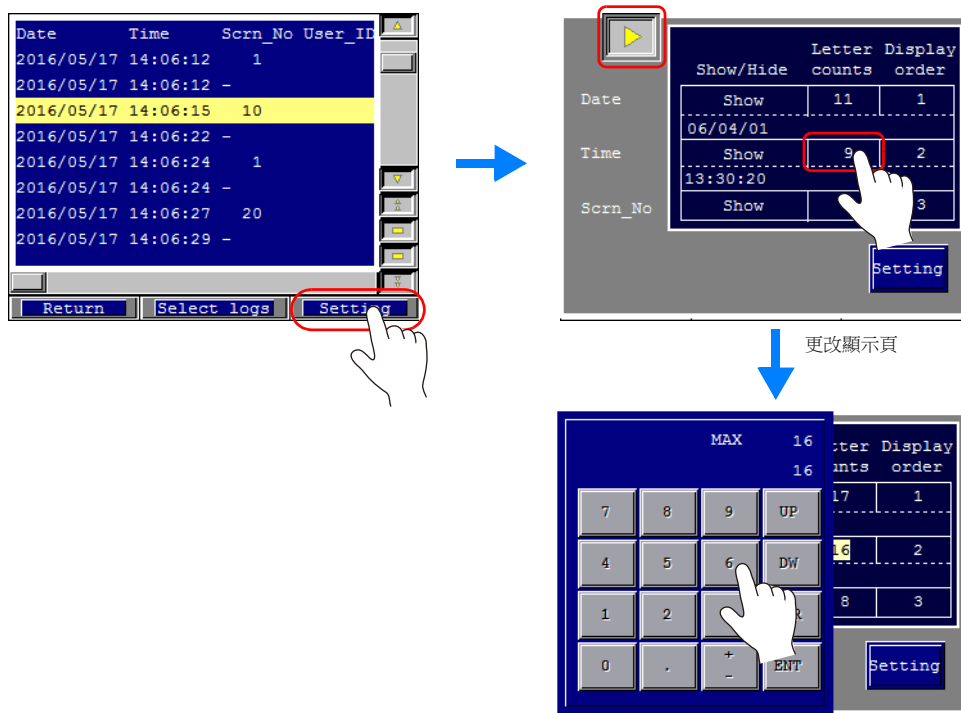 Date Time Scrn_No User_ID
2016/05/17 14:06:12 1
2016/05/17 14:06:12 -
2016/05/17 14:06:15 10
2016/05/17 14:06:22 -
2016/05/17 14:06:24 1
2016/05/17 14:06:24 -
2016/05/17 14:06:27 20
2016/05/17 14:06:29 -
Return Select logs Setting
Letter Display
Show/Hide counts order
Date Show 11 1
06/04/01
Time Show 9 2
13:30:20
Scrn_No Show 3
Setting
更改顯示頁
MAX 16
16
7 8 9 UP
4 5 6 DW
1 2
0 . + - ENT
Display
order
17 1
16 2
8 3
Setting